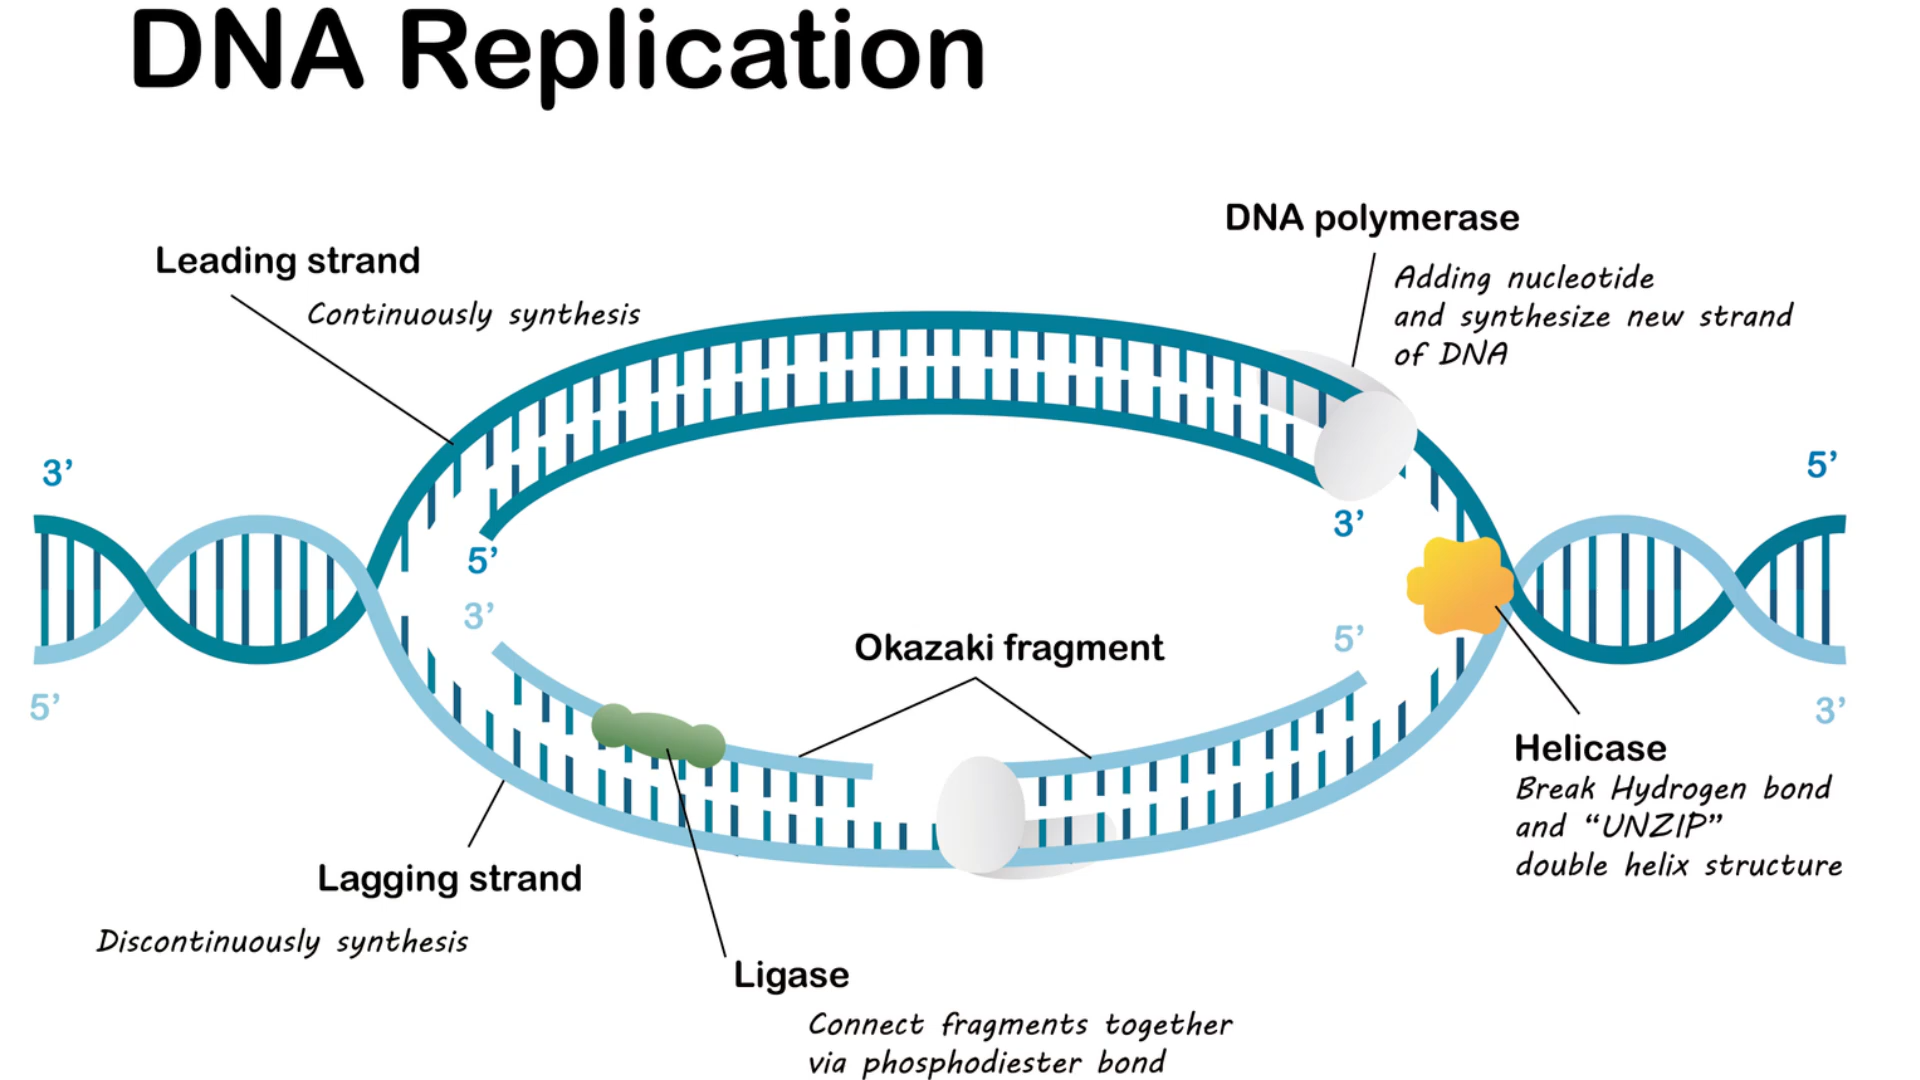 DNA Replication
Leading strand
Continuously synthesis
DNA polymerase
Adding nucleotide
and synthesize new strand
of DNA
3’
5’
5’
3’
3’
5’
Okazaki fragment
5’
3’
Helicase
Break Hydrogen bond
and “UNZIP”
double helix structure
Lagging strand
Discontinuously synthesis
Ligase
Connect fragments together
via phosphodiester bond